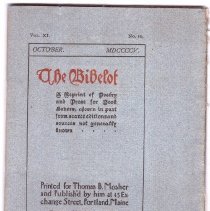 VOL. XI. No. 10.
OCTOBER. MDCCCCV.
The Bibelot
A Reprint of Poetry
and Prose for Book
Lovers, chosen in part
from scarce editions and
sources not generally
known
Printed for Thomas B. Mosher
and Published by him at 45 Ex-
change Street, Portland, Maine